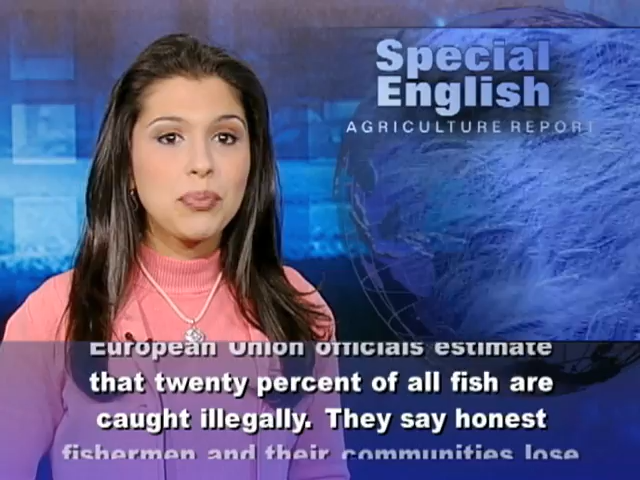 Special
English
AGRICULTURE REPORT
European Union officials estimate
that twenty percent of all fish are
caught illegally. They say honest
fishermen and their communities lose